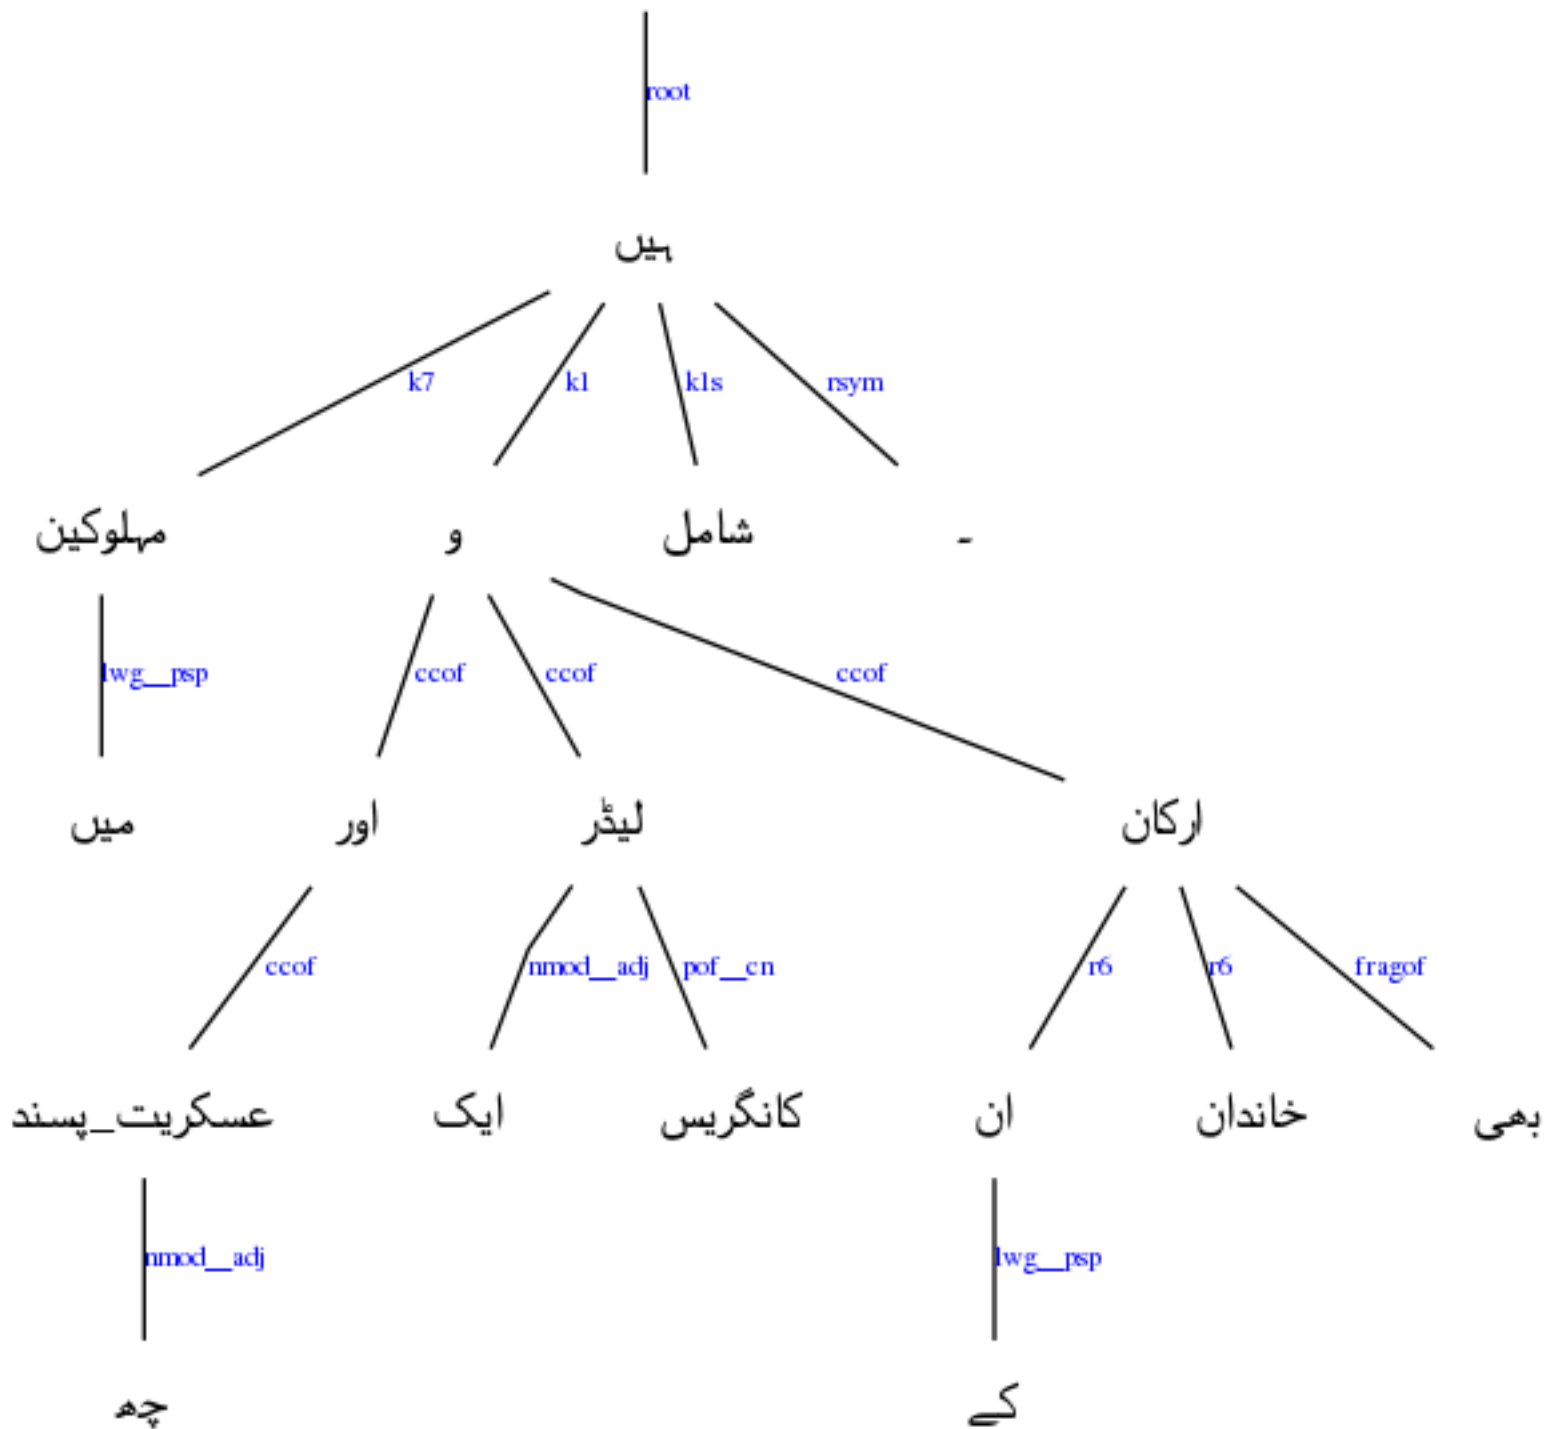 root
ہیں
k7 k1 k1s rsym
مہلوکین و شامل ۔
lwg__psp ccof ccof ccof
میں اور لیڈر ارکان
ccof nmod__adj pof__cn r6 r6 fragof
عسکریت_پسند ایک کانگریس ان خاندان بھی
nmod__adj lwg__psp
چھ کے